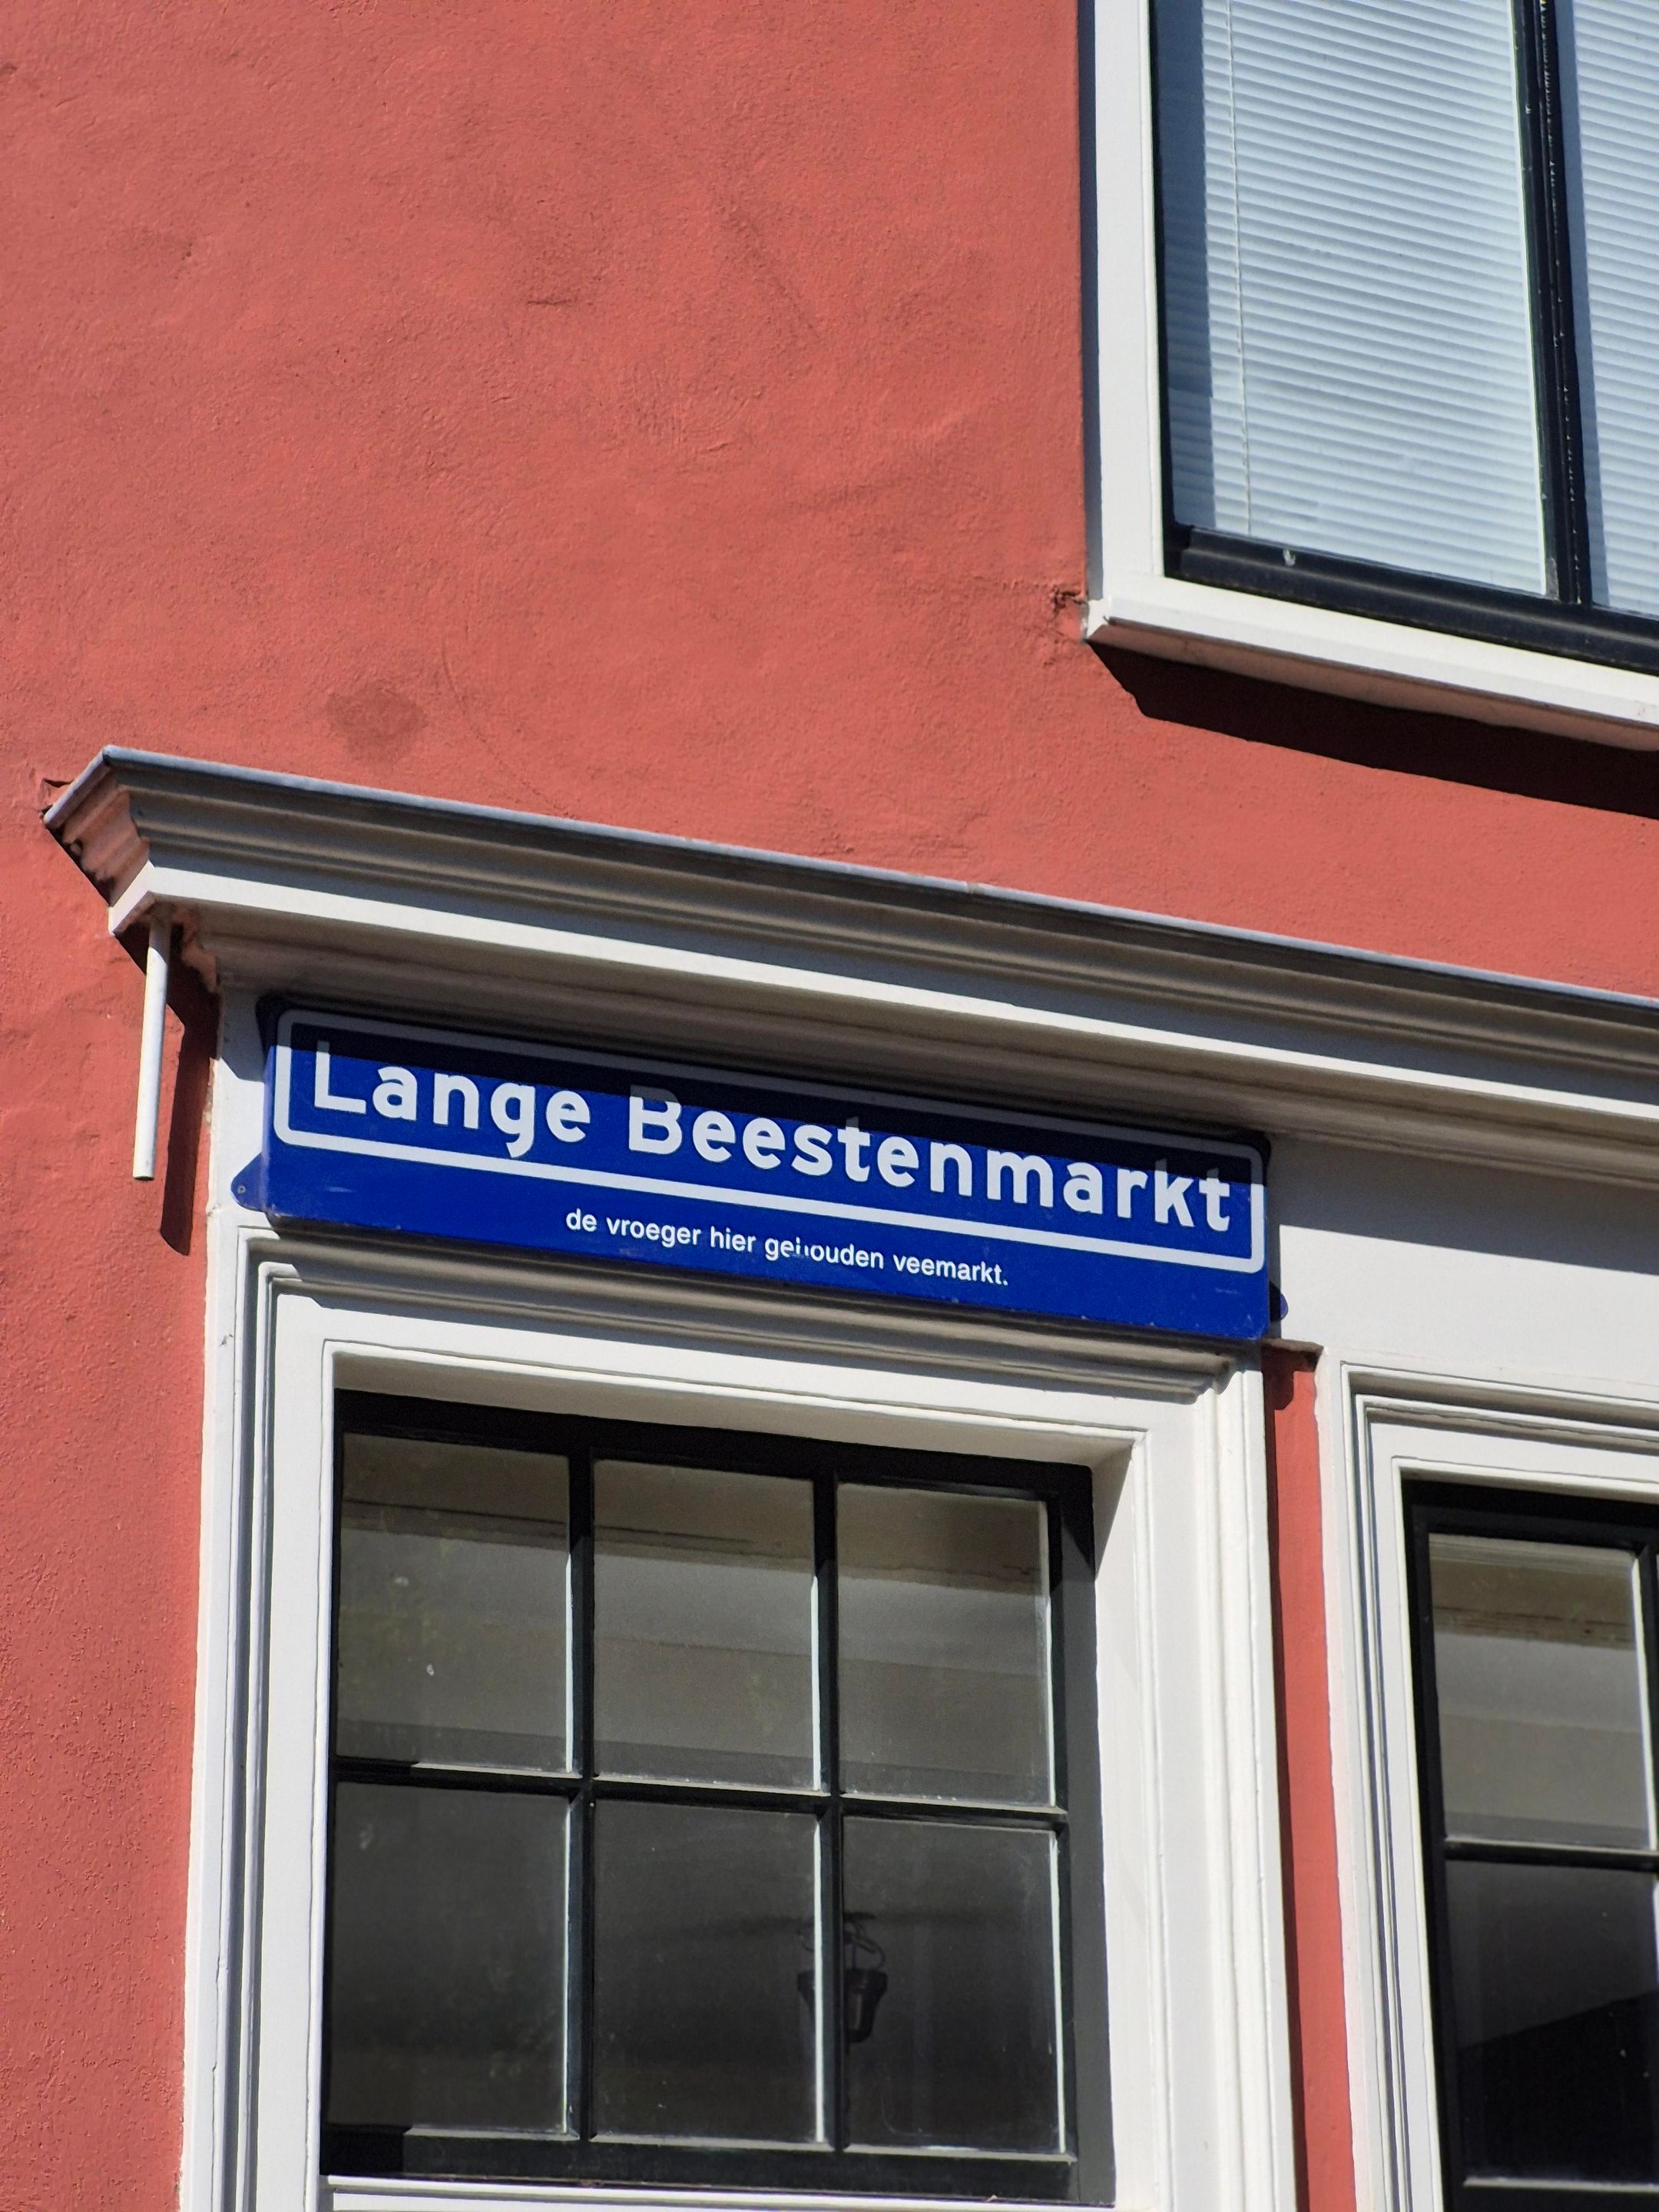 Lange Beestenmarkt
de vroeger hier gehouden veemarkt.